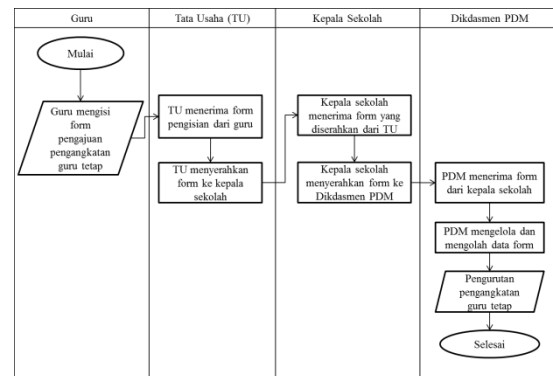 Guru
Tata Usaha (TU)
Kepala Sekolah
Dikdasmen PDM
Mulai
Guru mengisi
form
pengajuan
pengangkatan
guru tetap
TU menerima form
pengisian dari guru
TU menyerahkan
form ke kepala
sekolah
Kepala sekolah
menerima form yang
diserahkan dari TU
Kepala sekolah
menyerahkan form ke
Dikdasmen PDM
PDM menerima form
dari kepala sekolah
PDM mengelola dan
mengolah data form
Pengurutan
pengangkatan
guru tetap
Selesai